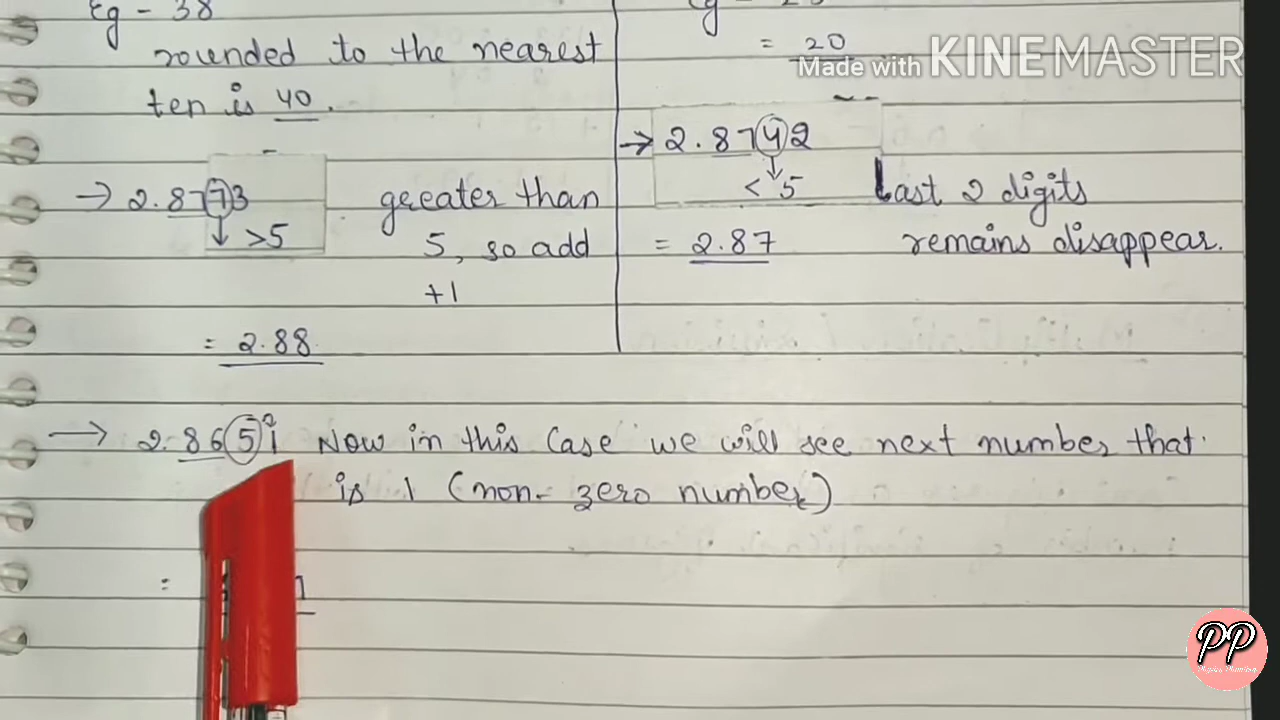 Eg - 38
rounded to the nearest
ten is 40.
→ 2.8773
↓ >5
greater than
5, so add
+1
= 2.88
= 20
Made with KINEMASTER
→ 2.8742
< 5
Last 2 digits
= 2.87
remains disappear.
→ 2.8651 Now in this case we will see next number that
is 1 (non-zero number)
=
PP